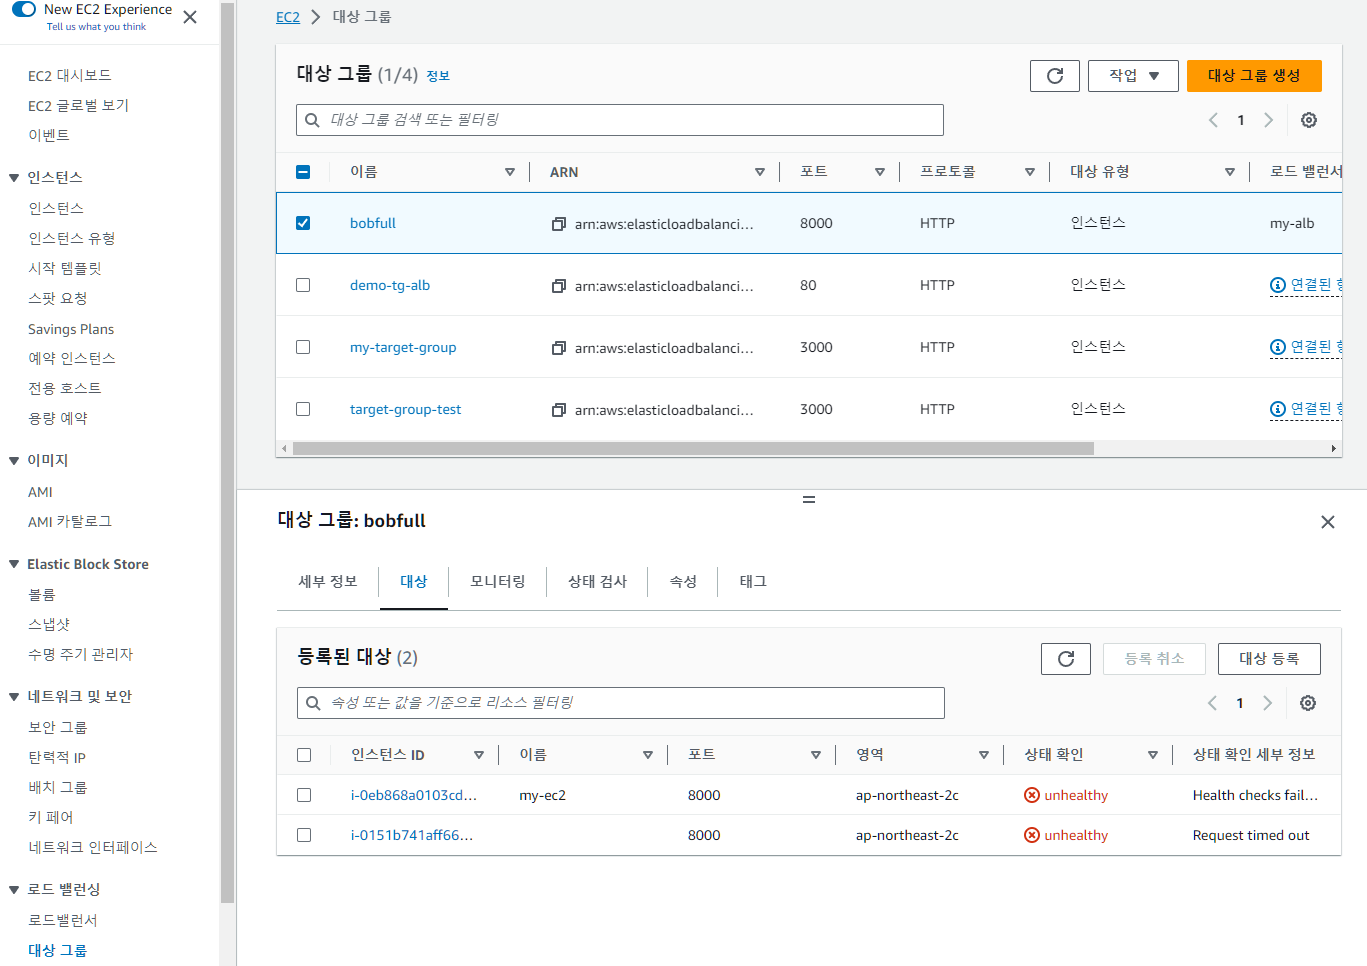 New EC2 Experience
Tell us what you think
EC2 대시보드
EC2 글로벌 보기
이벤트
인스턴스
인스턴스
인스턴스 유형
시작 템플릿
스팟 요청
Savings Plans
예약 인스턴스
전용 호스트
용량 예약
이미지
AMI
AMI 카탈로그
Elastic Block Store
볼륨
스냅샷
수명 주기 관리자
네트워크 및 보안
보안 그룹
탄력적 IP
배치 그룹
키 페어
네트워크 인터페이스
로드 밸런싱
로드밸런서
대상 그룹
EC2 대상 그룹
대상 그룹 (1/4) 정보
작업
대상 그룹 생성
대상 그룹 검색 또는 필터링
1
이름 ARN 포트 프로토콜 대상 유형 로드 밸런서
bobfull arn:aws:elasticloadbalanci... 8000 HTTP 인스턴스 my-alb
demo-tg-alb arn:aws:elasticloadbalanci... 80 HTTP 인스턴스 연결된
my-target-group arn:aws:elasticloadbalanci... 3000 HTTP 인스턴스 연결된
target-group-test arn:aws:elasticloadbalanci... 3000 HTTP 인스턴스 연결된
대상 그룹: bobfull
세부 정보 대상 모니터링 상태 검사 속성 태그
등록된 대상 (2)
등록 취소
대상 등록
속성 또는 값을 기준으로 리소스 필터링
1
인스턴스 ID 이름 포트 영역 상태 확인 상태 확인 세부 정보
i-0eb868a0103cd... my-ec2 8000 ap-northeast-2c unhealthy Health checks fail...
i-0151b741aff66... 8000 ap-northeast-2c unhealthy Request timed out